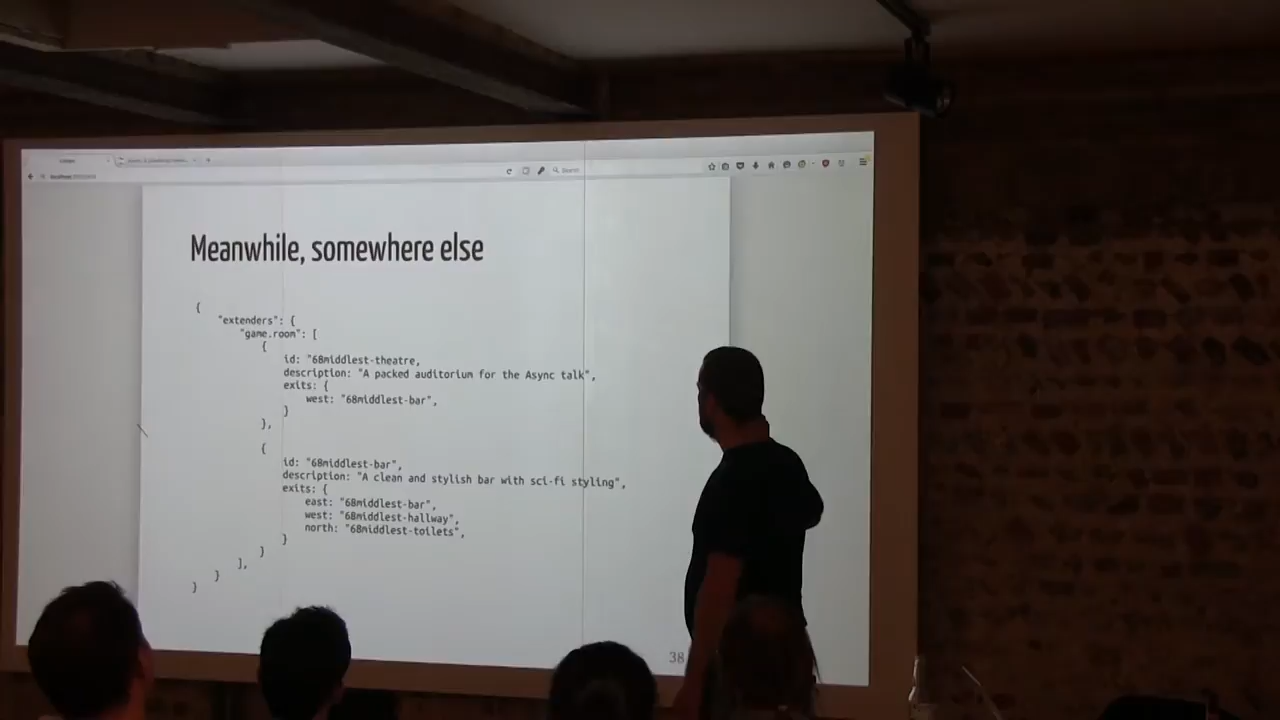 Search
Meanwhile, somewhere else
{
"extenders": {
"game.room": [
{
id: "68middlest-theatre,
description: "A packed auditorium for the Async talk",
exits: {
west: "68middlest-bar",
}
},
{
id: "68middlest-bar",
description: "A clean and stylish bar with sci-fi styling",
exits: {
east: "68middlest-bar",
west: "68middlest-hallway",
north: "68middlest-toilets",
}
}
],
}
}
38